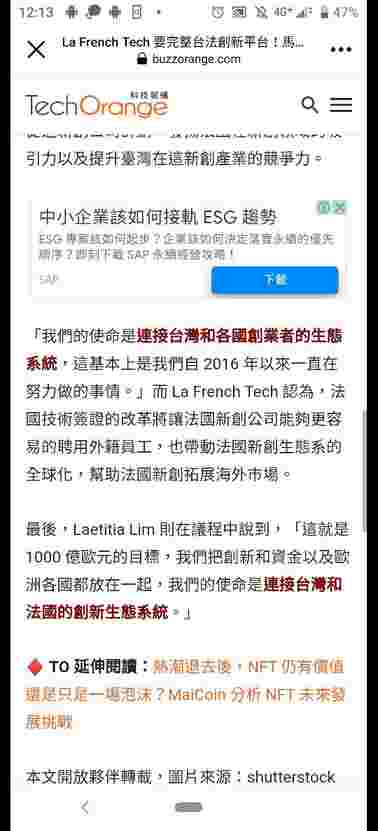 12:13
4G+
47%
La French Tech 要完整台法創新平台！馬...
buzzorange.com
TechOrange
科技報橘
引力以及提升臺灣在這新創產業的競爭力。
中小企業該如何接軌 ESG 趨勢
ESG 專案該如何起步？企業該如何決定落實永續的優先
順序？即刻下載 SAP 永續經營攻略！
SAP
下載
「我們的使命是連接台灣和各國創業者的生態
系統，這基本上是我們自 2016 年以來一直在
努力做的事情。」而 La French Tech 認為，法
國技術簽證的改革將讓法國新創公司能夠更容
易的聘用外籍員工，也帶動法國新創生態系的
全球化，幫助法國新創拓展海外市場。
最後，Laetitia Lim 則在議程中說到，「這就是
1000 億歐元的目標，我們把創新和資金以及歐
洲各國都放在一起，我們的使命是連接台灣和
法國的創新生態系統。」
TO 延伸閱讀：熱潮退去後，NFT 仍有價值
還是只是一場泡沫？MaiCoin 分析 NFT 未來發
展挑戰
本文開放夥伴轉載，圖片來源：shutterstock